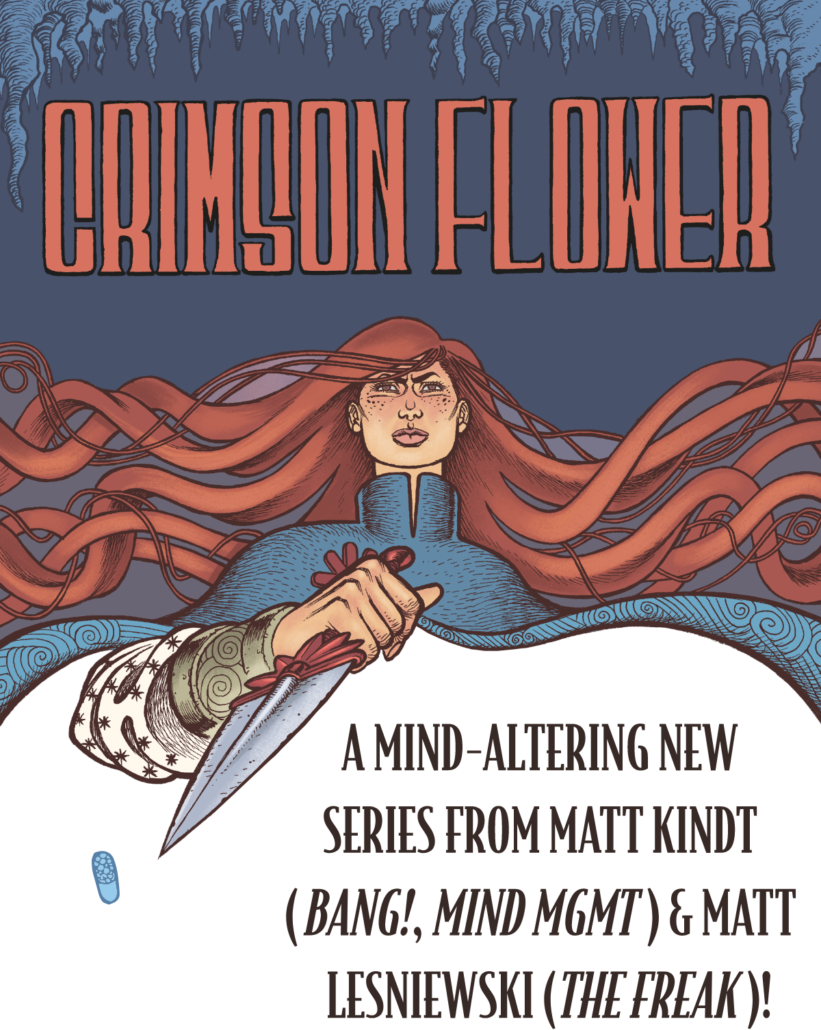 CRIMSON FLOWER
A MIND-ALTERING NEW
SERIES FROM MATT KINDT
(BANG!, MIND MGMT) & MATT
LESNIEWSKI (THE FREAK)!